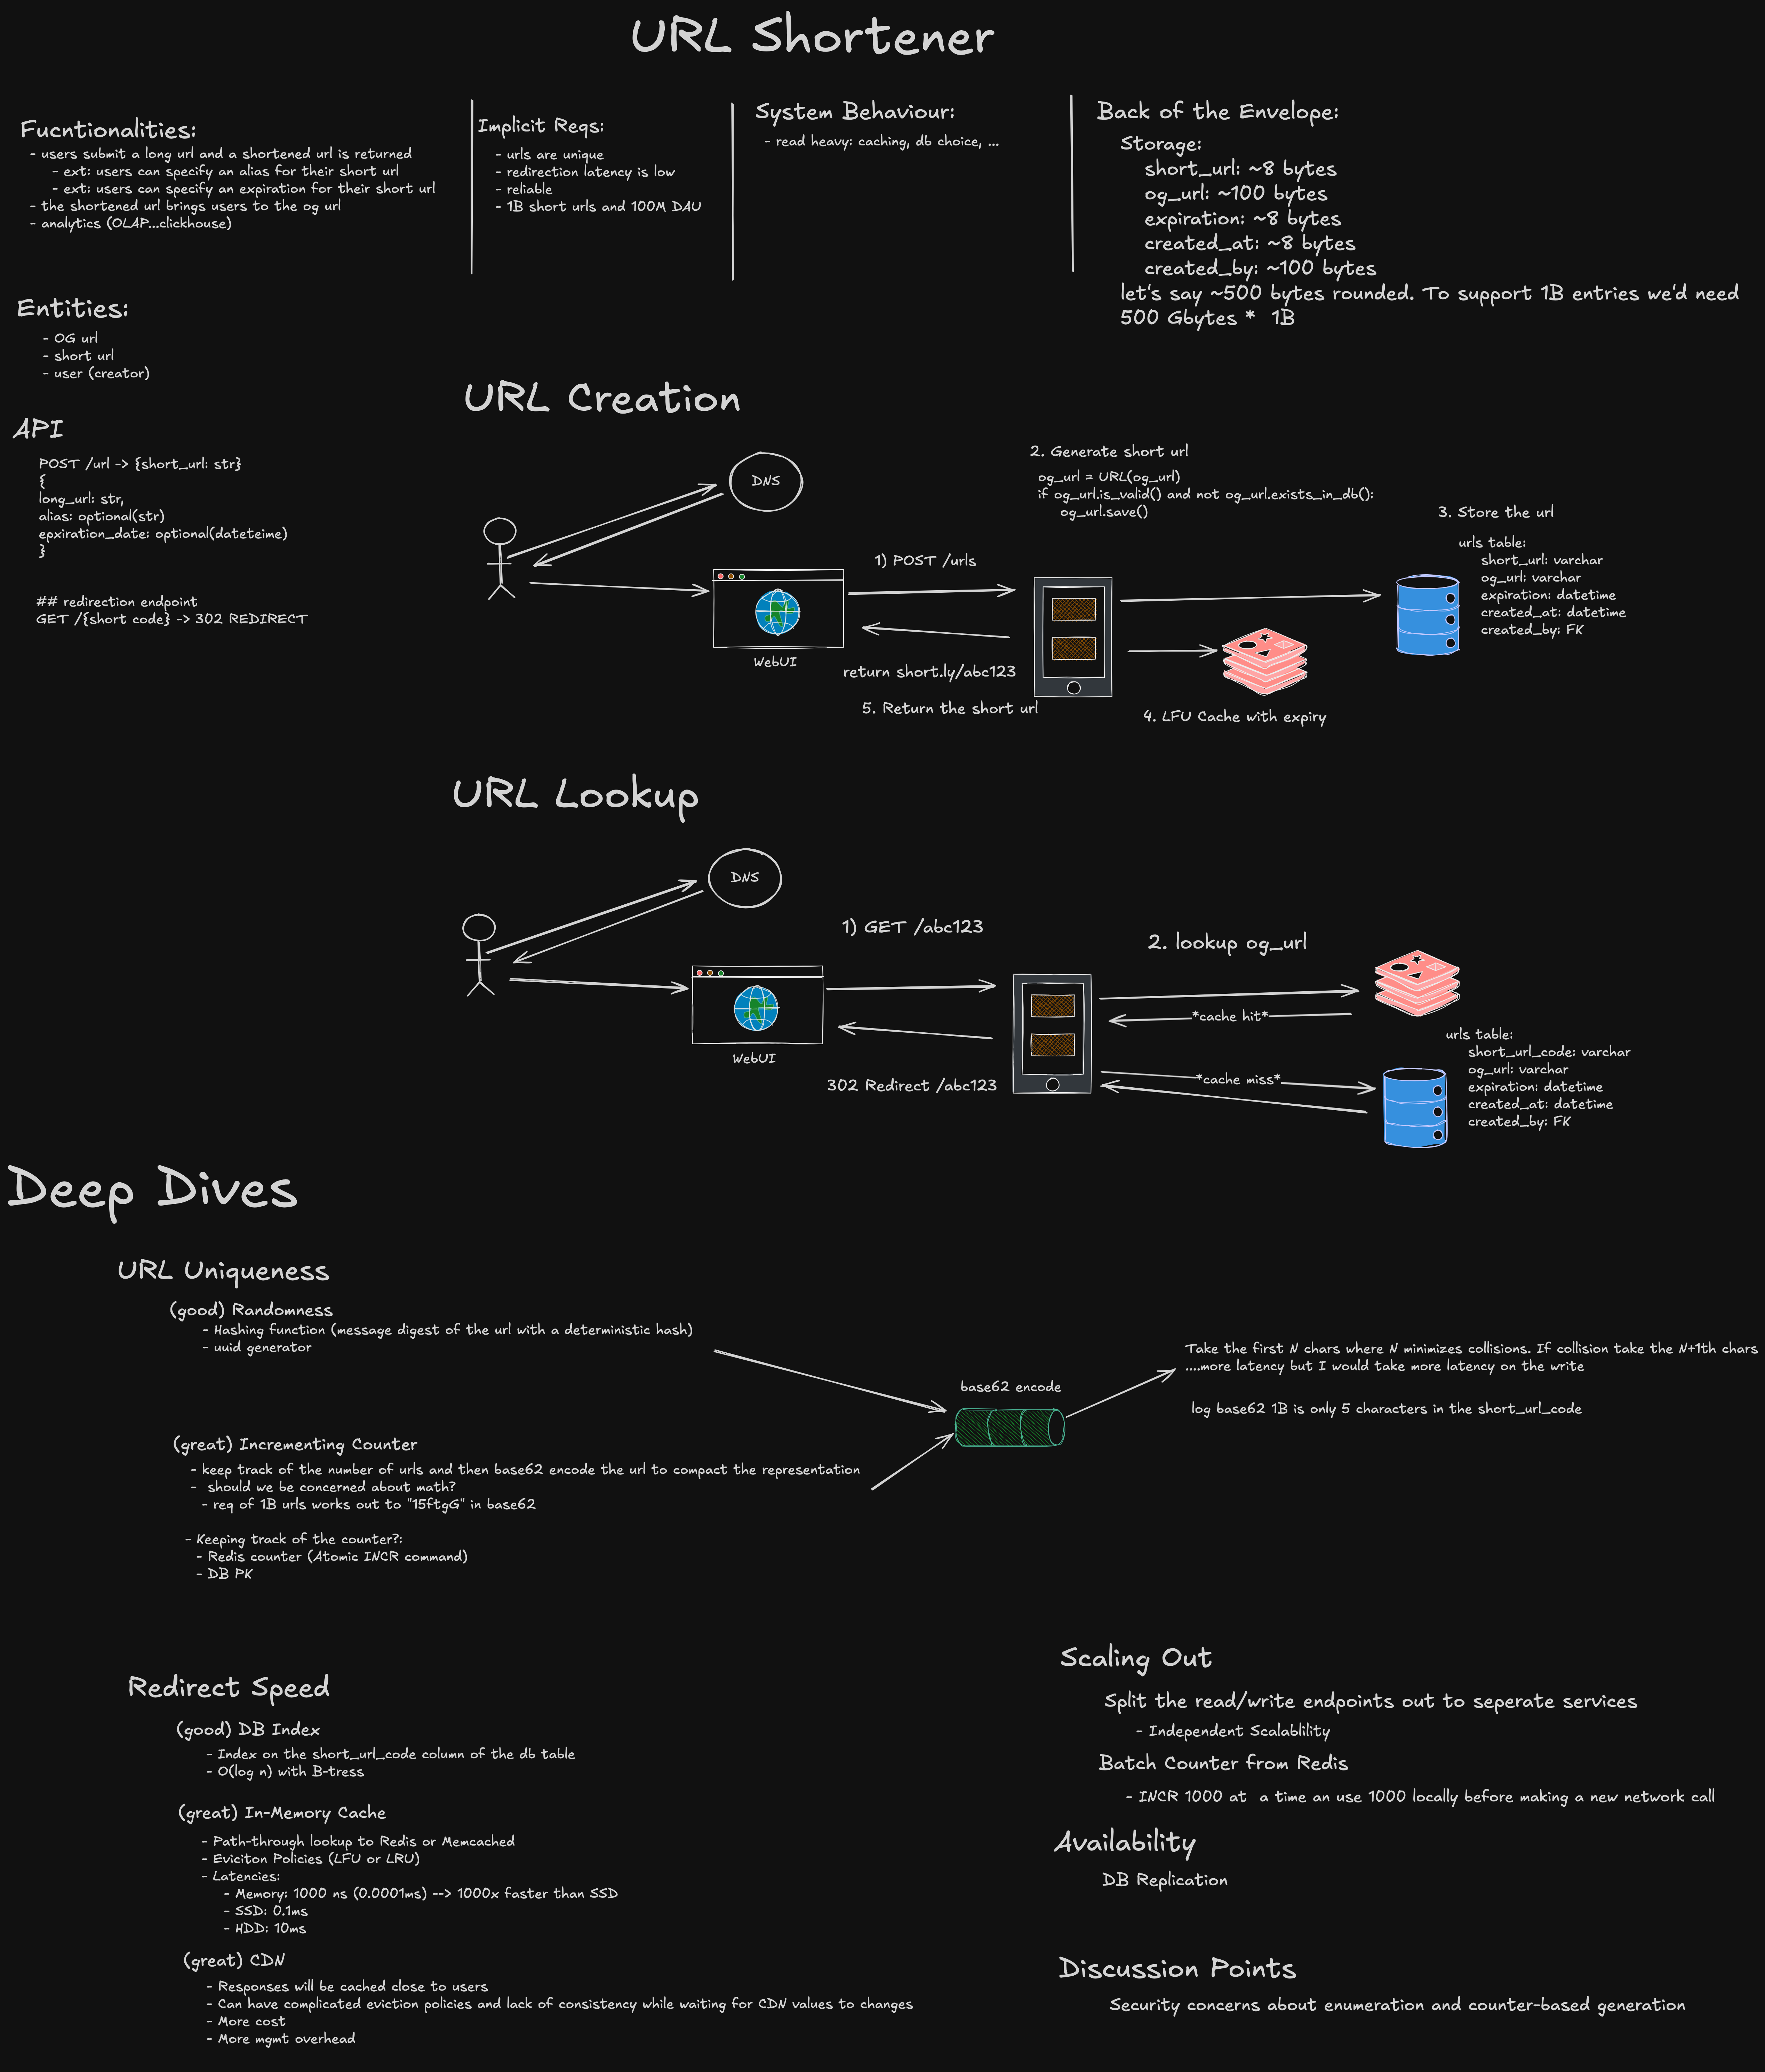 URL Shortener
Fucntionalities:
- users submit a long url and a shortened url is returned
- ext: users can specify an alias for their short url
- ext: users can specify an expiration for their short url
- the shortened url brings users to the og url
- analytics (OLAP...clickhouse)
Implicit Reqs:
- urls are unique
- redirection latency is low
- reliable
- 1B short urls and 100M DAU
System Behaviour:
- read heavy: caching, db choice, ...
Back of the Envelope:
Storage:
short_url: ~8 bytes
og_url: ~100 bytes
expiration: ~8 bytes
created_at: ~8 bytes
created_by: ~100 bytes
let's say ~500 bytes rounded. To support 1B entries we'd need
500 Gbytes * 1B
Entities:
- OG url
- short url
- user (creator)
API
POST /url -> {short_url: str}
{
long_url: str,
alias: optional(str)
epxiration_date: optional(dateteime)
}
## redirection endpoint
GET /{short code} -> 302 REDIRECT
URL Creation
DNS
WebUI
1) POST /urls
return short.ly/abc123
5. Return the short url
2. Generate short url
og_url = URL(og_url)
if og_url.is_valid() and not og_url.exists_in_db():
og_url.save()
4. LFU Cache with expiry
3. Store the url
urls table:
short_url: varchar
og_url: varchar
expiration: datetime
created_at: datetime
created_by: FK
URL Lookup
DNS
WebUI
1) GET /abc123
302 Redirect /abc123
2. lookup og_url
*cache hit*
*cache miss*
urls table:
short_url_code: varchar
og_url: varchar
expiration: datetime
created_at: datetime
created_by: FK
Deep Dives
URL Uniqueness
(good) Randomness
- Hashing function (message digest of the url with a deterministic hash)
- uuid generator
base62 encode
Take the first N chars where N minimizes collisions. If collision take the N+1th chars
....more latency but I would take more latency on the write
log base62 1B is only 5 characters in the short_url_code
(great) Incrementing Counter
- keep track of the number of urls and then base62 encode the url to compact the representation
- should we be concerned about math?
- req of 1B urls works out to "15ftgG" in base62
- Keeping track of the counter?:
- Redis counter (Atomic INCR command)
- DB PK
Redirect Speed
(good) DB Index
- Index on the short_url_code column of the db table
- O(log n) with B-tress
(great) In-Memory Cache
- Path-through lookup to Redis or Memcached
- Eviciton Policies (LFU or LRU)
- Latencies:
- Memory: 1000 ns (0.0001ms) --> 1000x faster than SSD
- SSD: 0.1ms
- HDD: 10ms
(great) CDN
- Responses will be cached close to users
- Can have complicated eviction policies and lack of consistency while waiting for CDN values to changes
- More cost
- More mgmt overhead
Scaling Out
Split the read/write endpoints out to seperate services
- Independent Scalablility
Batch Counter from Redis
- INCR 1000 at a time an use 1000 locally before making a new network call
Availability
DB Replication
Discussion Points
Security concerns about enumeration and counter-based generation